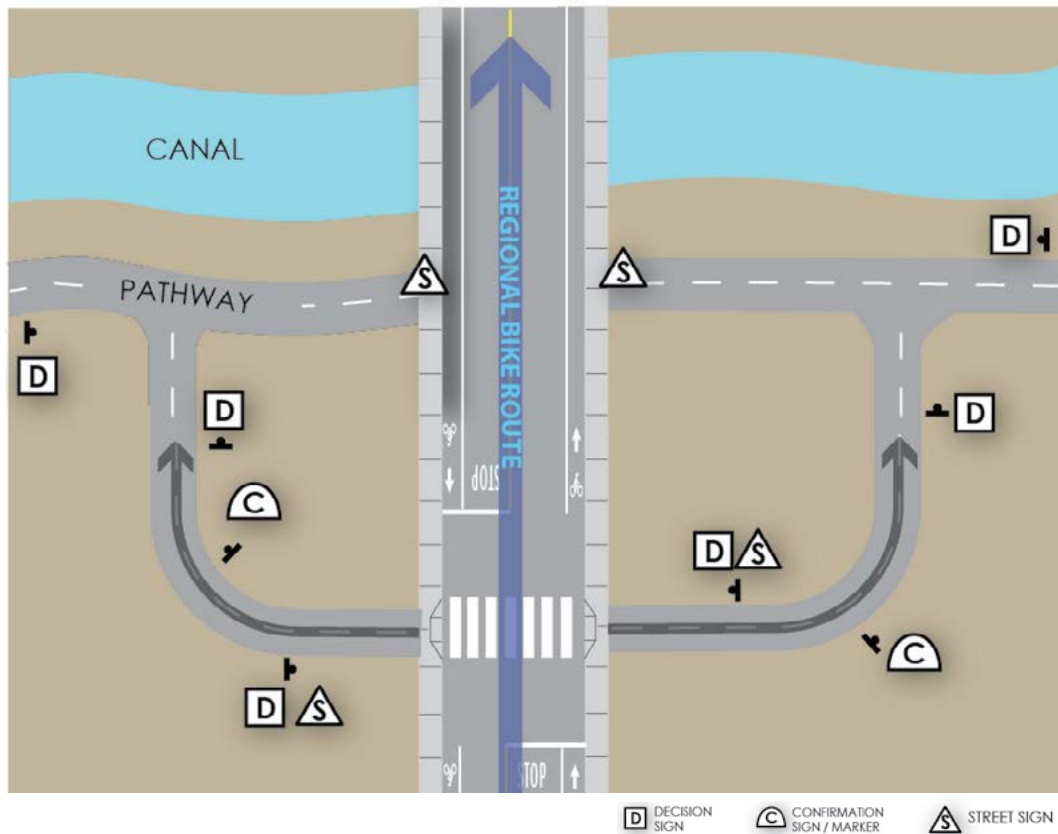 CANAL
D
S
S
PATHWAY
REGIONAL BIKE ROUTE
D
D
D
STOP
C
D S
C
D S
STOP
D DECISION
SIGN
C CONFIRMATION
SIGN / MARKER
S STREET SIGN